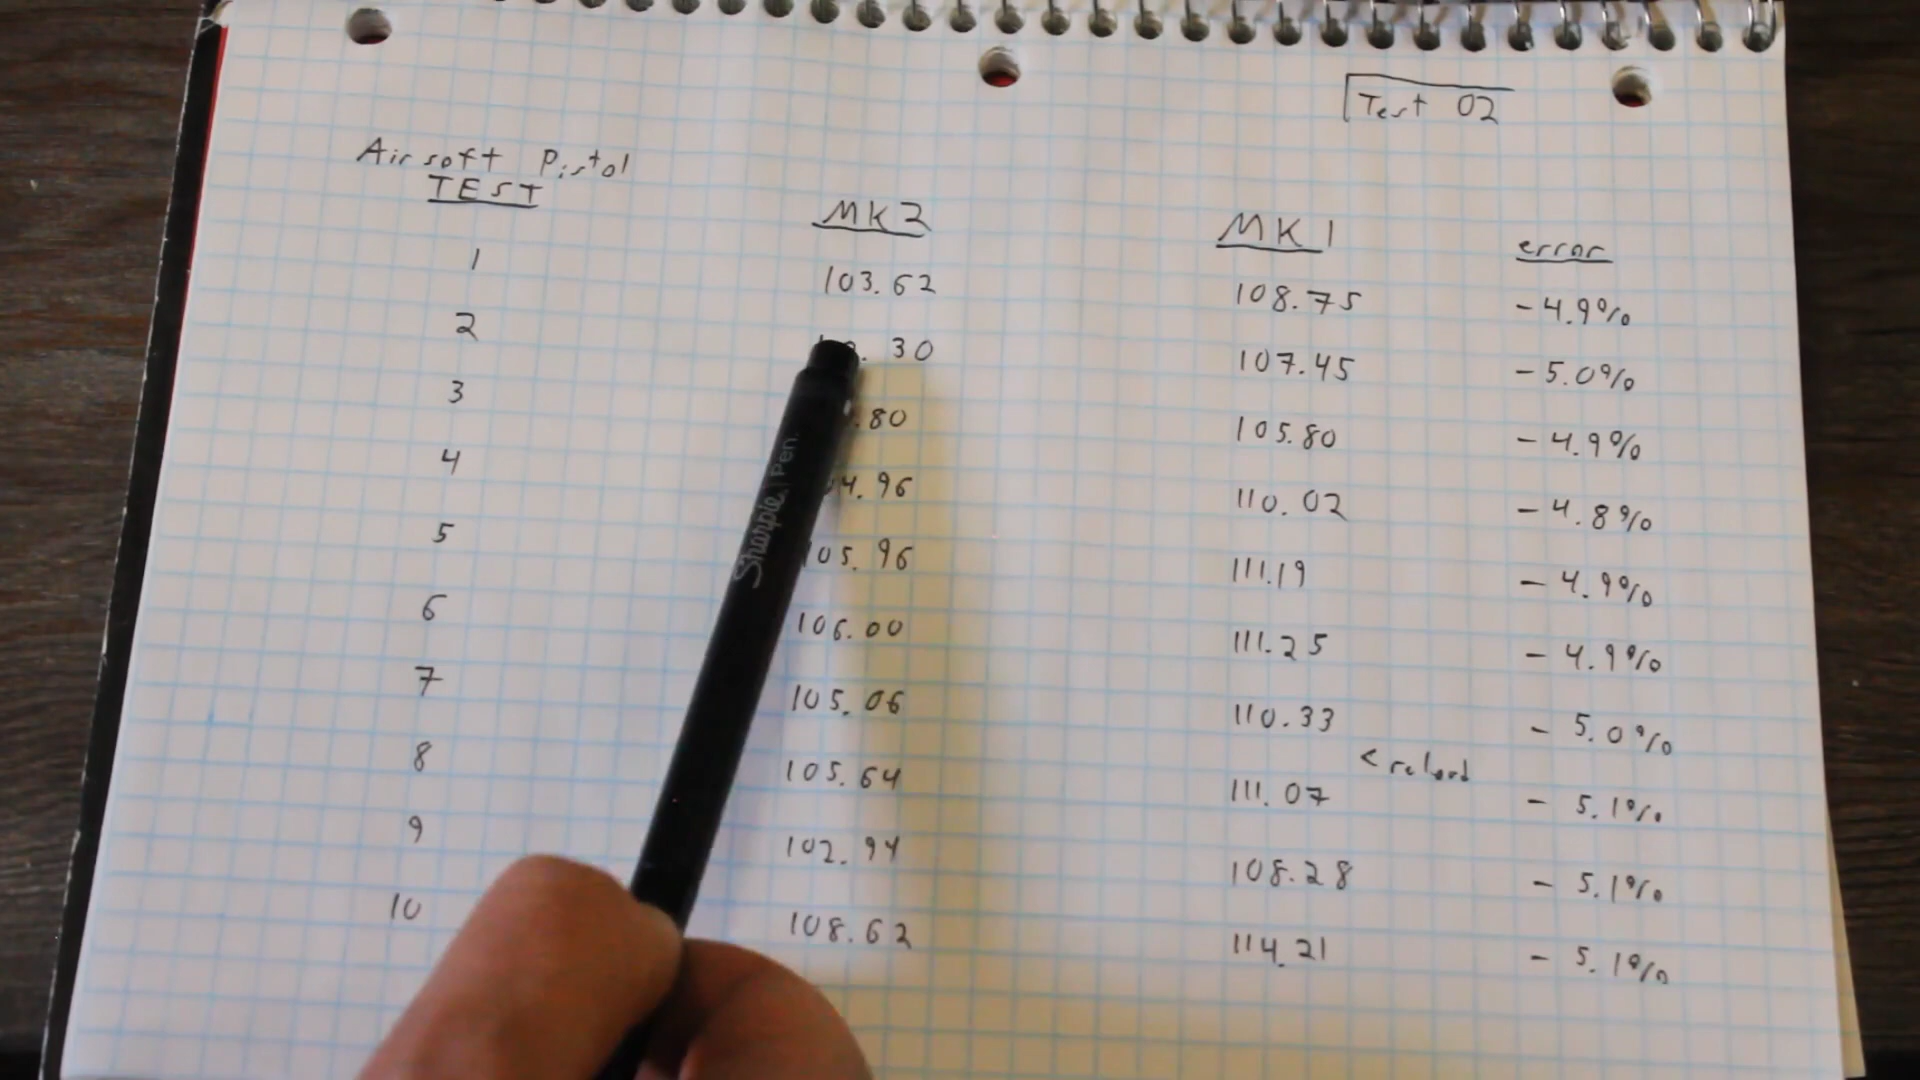 Test 02
Airsoft Pistol
TEST MK2 MK1 error
1 103.62 108.75 -4.9%
2 .30 107.45 -5.0%
3 .80 105.80 -4.9%
4 4.96 110.02 -4.8%
5 105.96 111.19 -4.9%
6 106.00 111.25 -4.9%
7 105.06 110.33 -5.0%
< reload
8 105.64 111.07 -5.1%
9 102.94 108.28 -5.1%
10 108.62 114.21 -5.1%
Sharpie Pen.